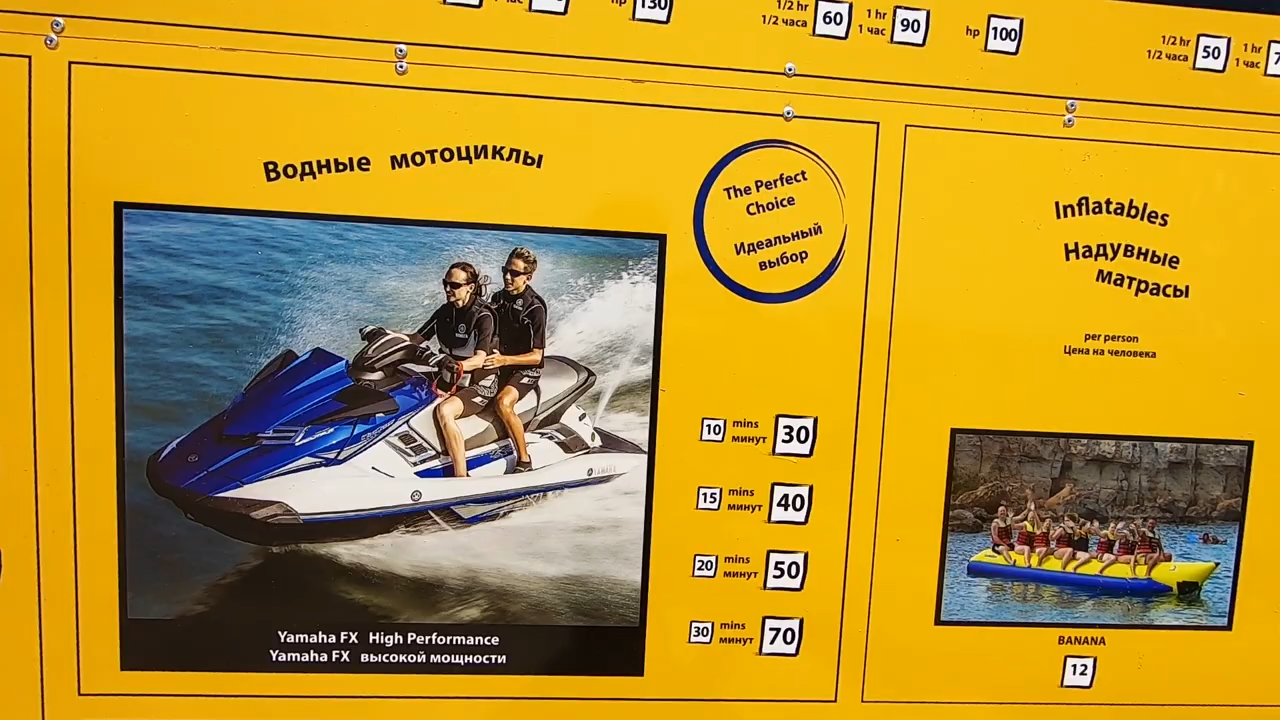 час
hp 130
1/2 hr
1/2 часа 60
1 hr
1 час 90
hp 100
1/2 hr
1/2 часа 50
1 hr
1 час
Водные мотоциклы
The Perfect
Choice
Идеальный
выбор
10 mins
минут 30
15 mins
минут 40
20 mins
минут 50
30 mins
минут 70
Yamaha FX High Performance
Yamaha FX высокой мощности
Inflatables
Надувные
матрасы
per person
Цена на человека
BANANA
12